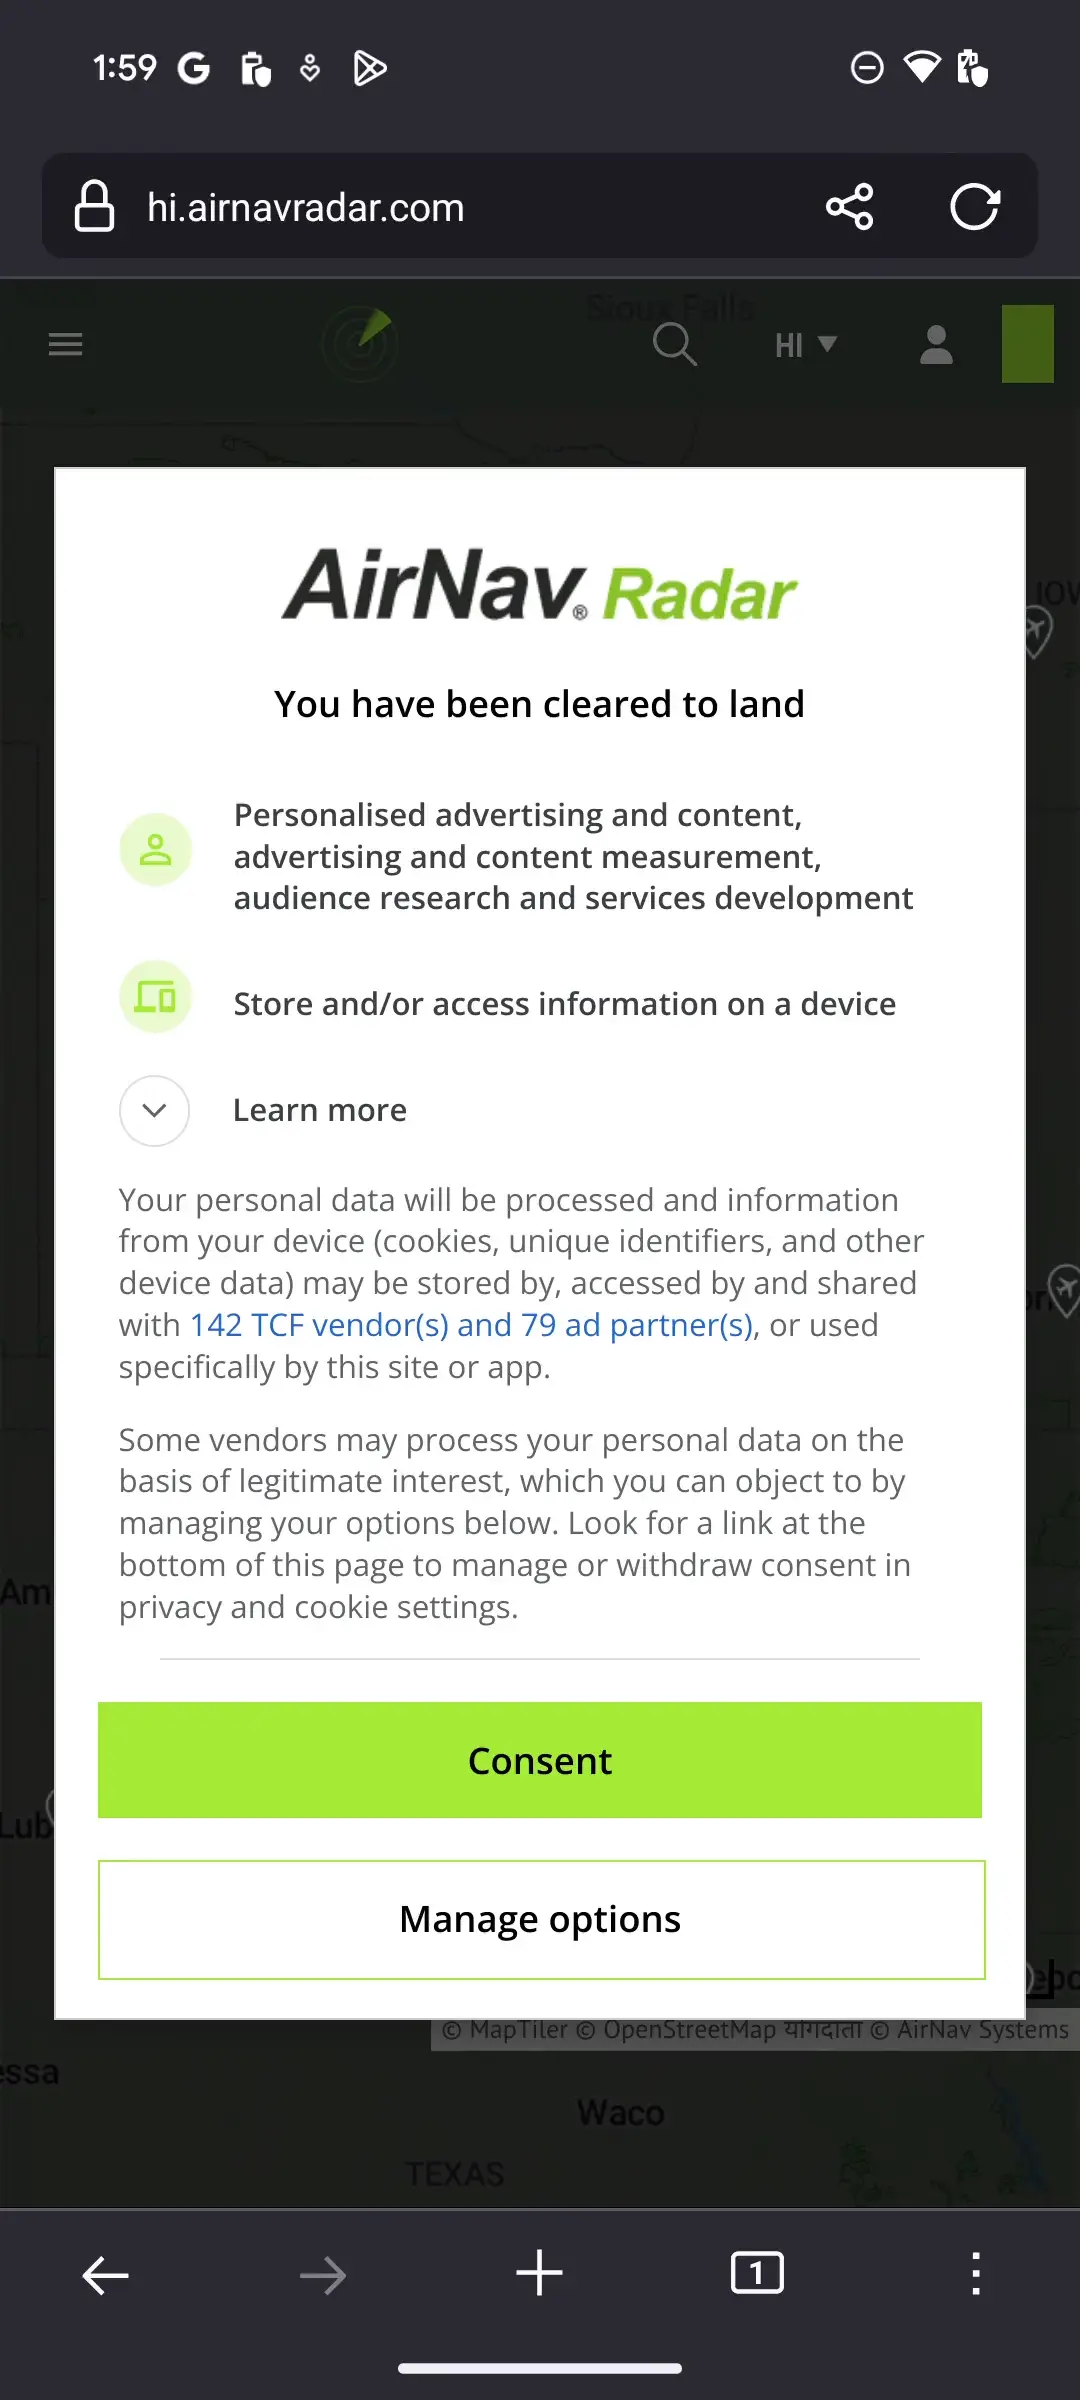 1:59
hi.airnavradar.com
Sioux Falls
HI
AirNav® Radar
You have been cleared to land
Personalised advertising and content,
advertising and content measurement,
audience research and services development
Store and/or access information on a device
Learn more
Your personal data will be processed and information
from your device (cookies, unique identifiers, and other
device data) may be stored by, accessed by and shared
with 142 TCF vendor(s) and 79 ad partner(s), or used
specifically by this site or app.
Some vendors may process your personal data on the
basis of legitimate interest, which you can object to by
managing your options below. Look for a link at the
bottom of this page to manage or withdraw consent in
privacy and cookie settings.
Am
Lub
Consent
Manage options
© MapTiler © OpenStreetMap योगदाता © AirNav Systems
essa
Waco
TEXAS
1